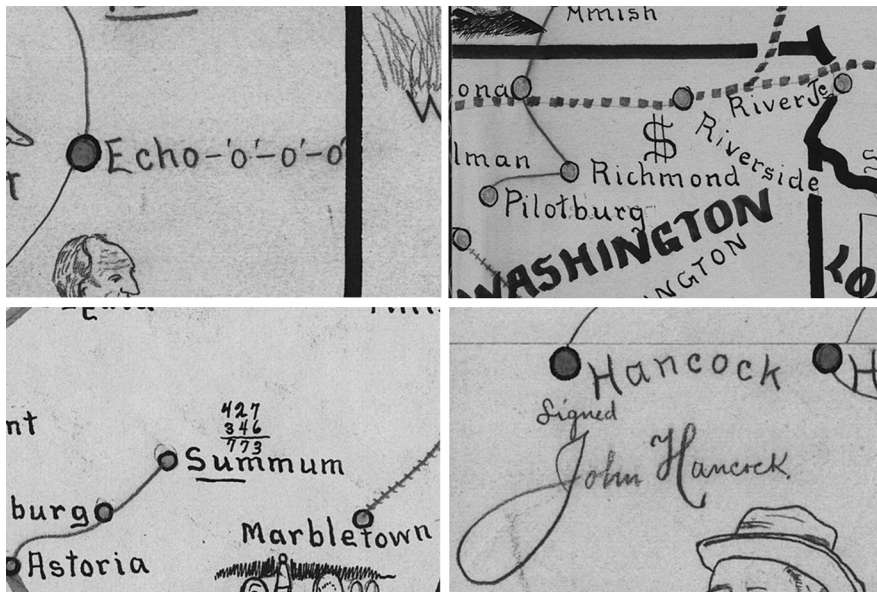 Echo-'o'-o'-o'
Mmish
ona
River Jc
$
Riverside
lman
Richmond
Pilotburg
WASHINGTON
NGTON
nt
427
346
773
Summum
burg
Marbletown
Astoria
Hancock
H
Signed
John Hancock